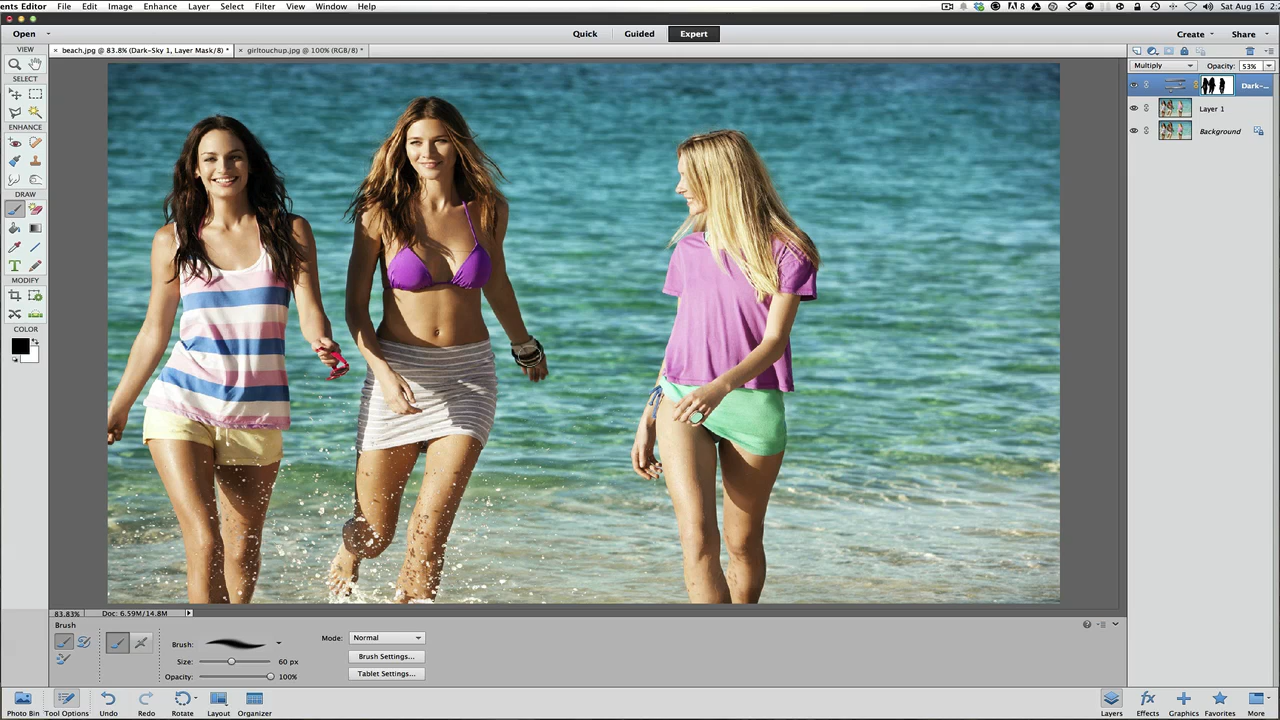 ents Editor File Edit Image Enhance Layer Select Filter View Window Help
8 Sat Aug 16
Open Quick Guided Expert Create Share
VIEW × beach.jpg @ 83.8% (Dark-Sky 1, Layer Mask/8) * × girltouchup.jpg @ 100% (RGB/8) *
Multiply Opacity: 53%
SELECT
Dark-...
Layer 1
ENHANCE
Background
DRAW
MODIFY
COLOR
83.83% Doc: 6.59M/14.8M
Brush
Brush: Mode: Normal
Size: 60 px Brush Settings...
Opacity: 100% Tablet Settings...
Photo Bin Tool Options Undo Redo Rotate Layout Organizer Layers Effects Graphics Favorites More